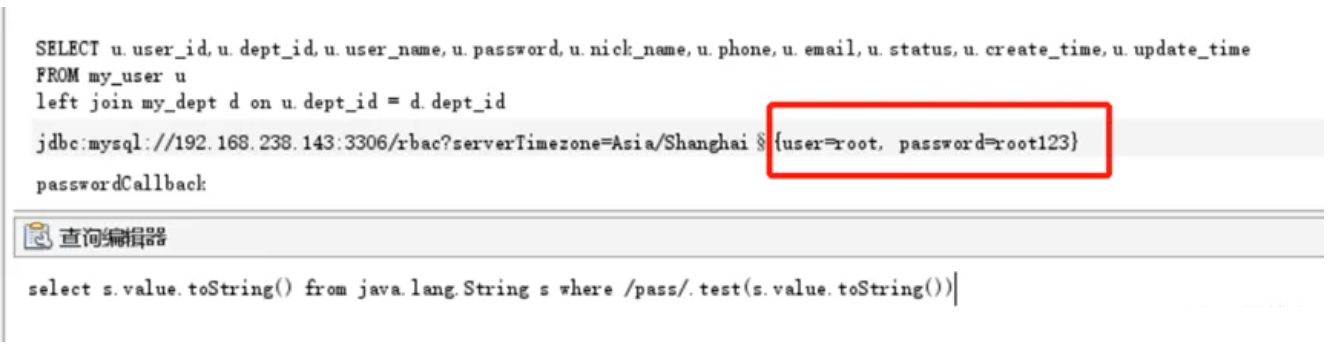 SELECT u.user_id,u.dept_id,u.user_name,u.password,u.nick_name,u.phone,u.email,u.status,u.create_time,u.update_time
FROM my_user u
left join my_dept d on u.dept_id = d.dept_id
jdbc:mysql://192.168.238.143:3306/rbac?serverTimezone=Asia/Shanghai§{user=root, password=root123}
passwordCallback
查询编辑器
select s.value.toString() from java.lang.String s where /pass/.test(s.value.toString())